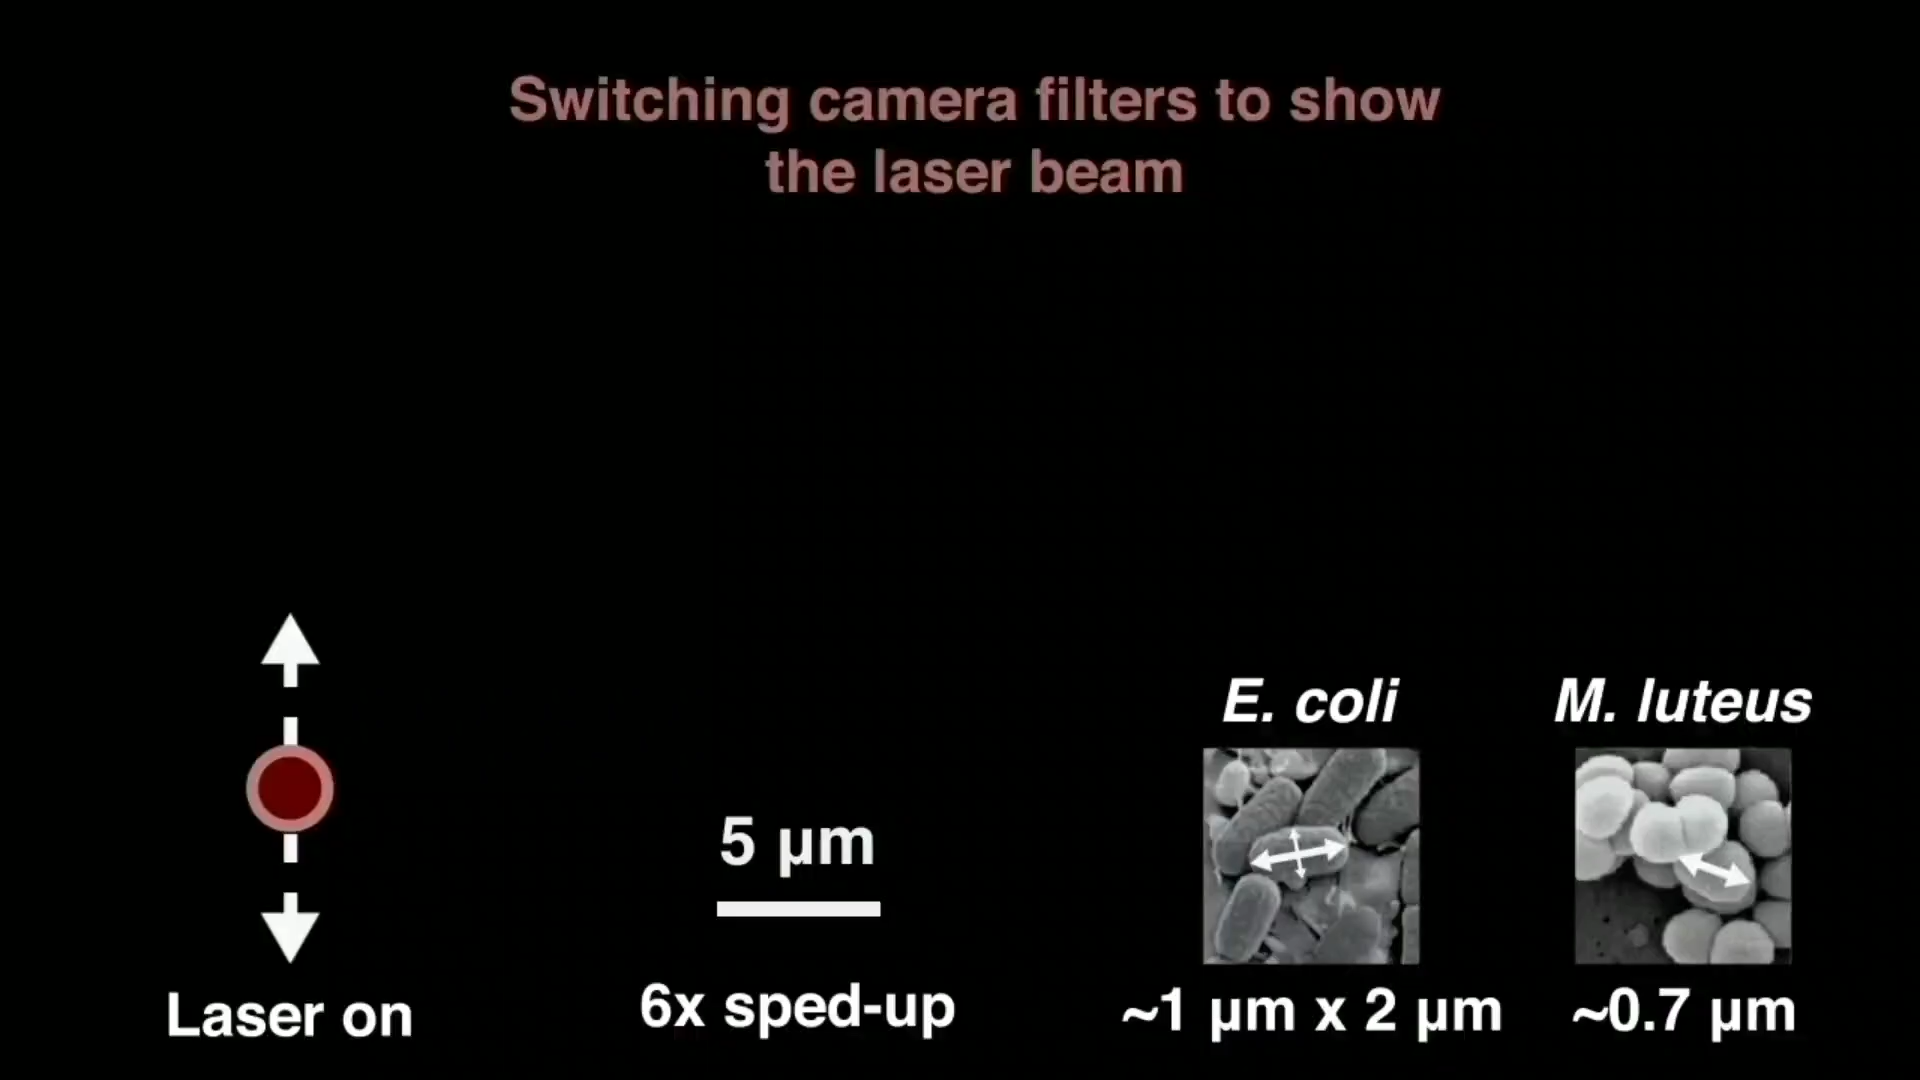 Switching camera filters to show
the laser beam
E. coli
M. luteus
5 µm
6x sped-up
Laser on
~1 µm x 2 µm
~0.7 µm